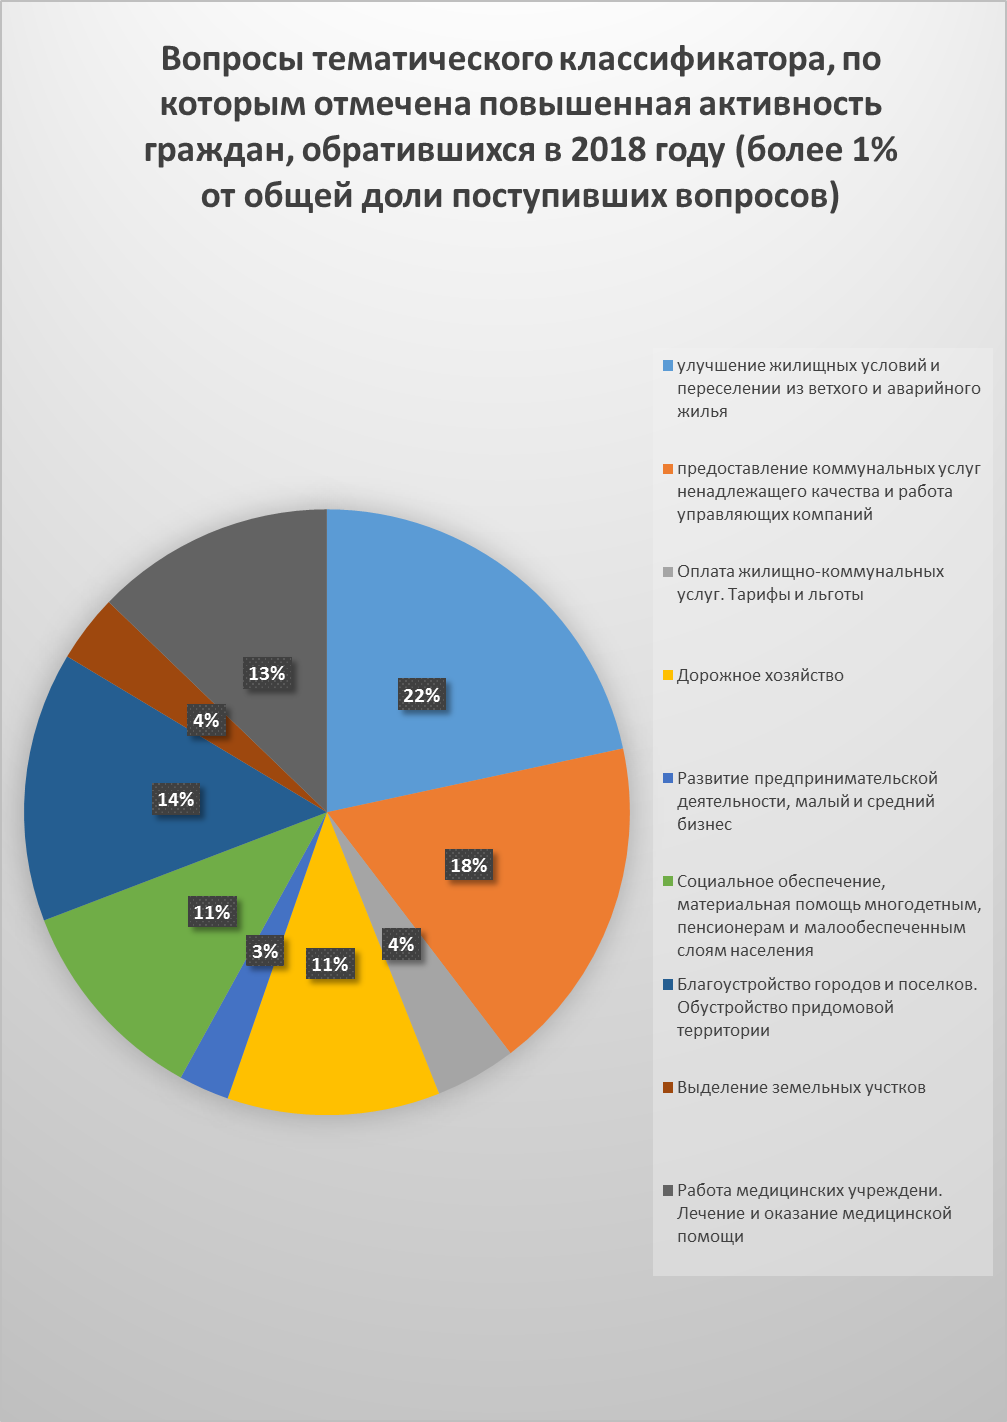 Вопросы тематического классификатора, по
которым отмечена повышенная активность
граждан, обратившихся в 2018 году (более 1%
от общей доли поступивших вопросов)
улучшение жилищных условий и
переселении из ветхого и аварийного
жилья
предоставление коммунальных услуг
ненадлежащего качества и работа
управляющих компаний
Оплата жилищно-коммунальных
услуг. Тарифы и льготы
Дорожное хозяйство
Развитие предпринимательской
деятельности, малый и средний
бизнес
Социальное обеспечение,
материальная помощь многодетным,
пенсионерам и малообеспеченным
слоям населения
Благоустройство городов и поселков.
Обустройство придомовой
территории
Выделение земельных учстков
Работа медицинских учреждени.
Лечение и оказание медицинской
помощи
22%
18%
4%
11%
3%
11%
14%
4%
13%